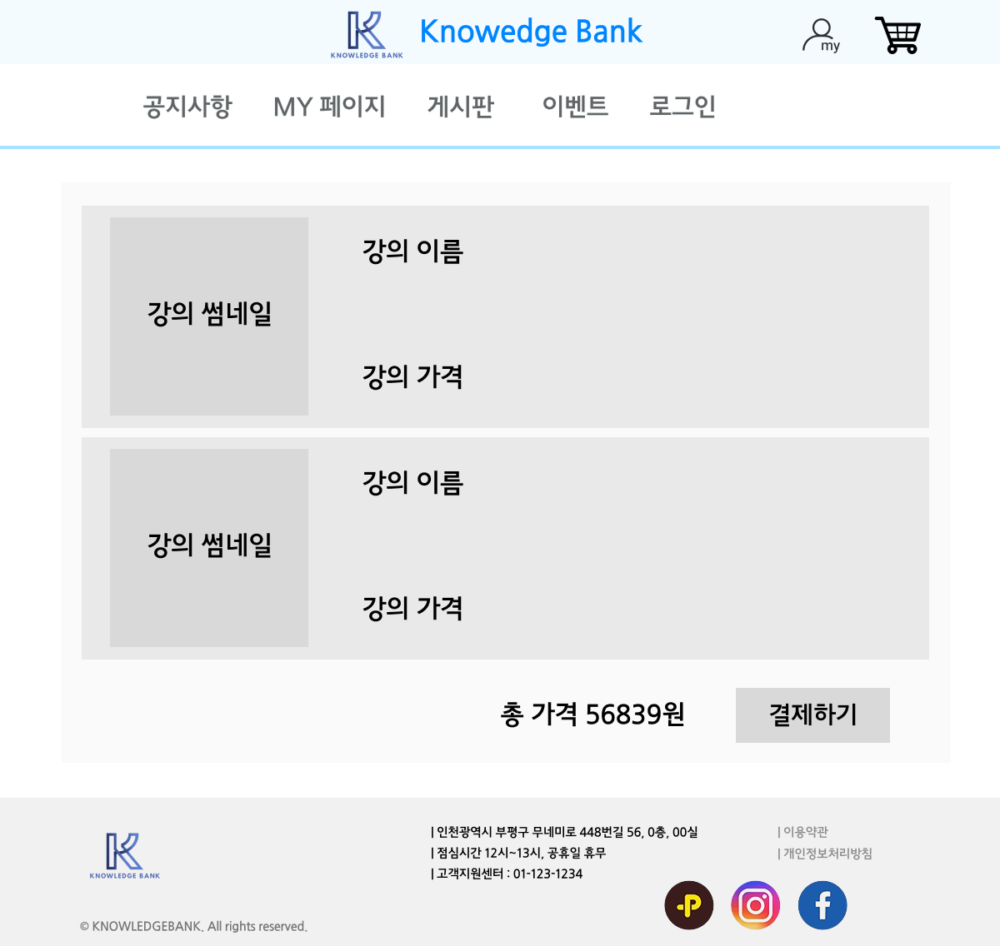 KNOWLEDGE BANK
Knowedge Bank
my
공지사항 MY 페이지 게시판 이벤트 로그인
강의 썸네일
강의 이름
강의 가격
강의 썸네일
강의 이름
강의 가격
총 가격 56839원
결제하기
KNOWLEDGE BANK
© KNOWLEDGEBANK. All rights reserved.
| 인천광역시 부평구 무네미로 448번길 56, 0층, 00실
| 점심시간 12시~13시, 공휴일 휴무
| 고객지원센터 : 01-123-1234
| 이용약관
| 개인정보처리방침